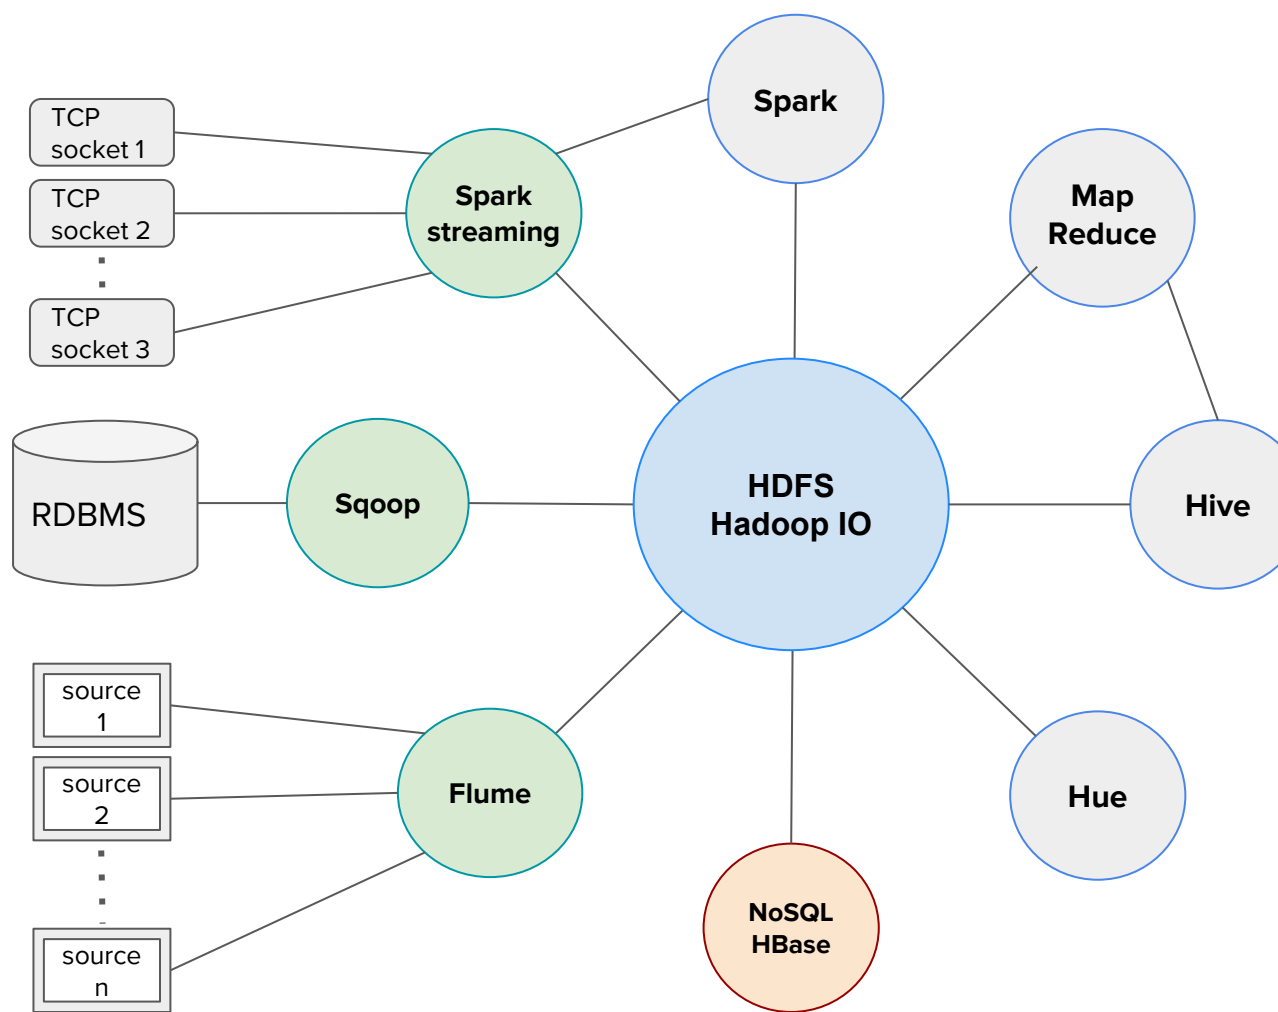 TCP
socket 1
TCP
socket 2
TCP
socket 3
Spark
streaming
Spark
Map
Reduce
RDBMS
Sqoop
HDFS
Hadoop IO
Hive
source
1
source
2
source
n
Flume
NoSQL
HBase
Hue